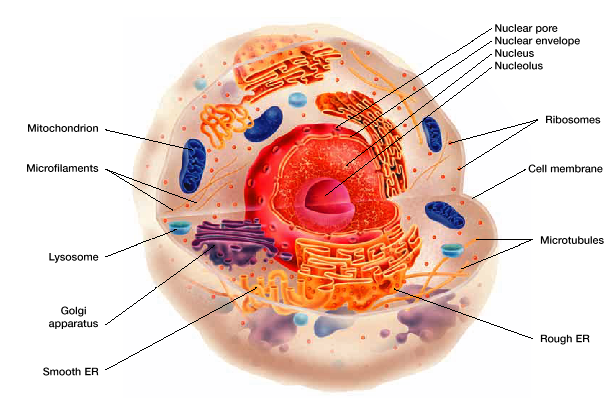 Nuclear pore
Nuclear envelope
Nucleus
Nucleolus
Mitochondrion
Ribosomes
Microfilaments
Cell membrane
Microtubules
Lysosome
Golgi
apparatus
Rough ER
Smooth ER